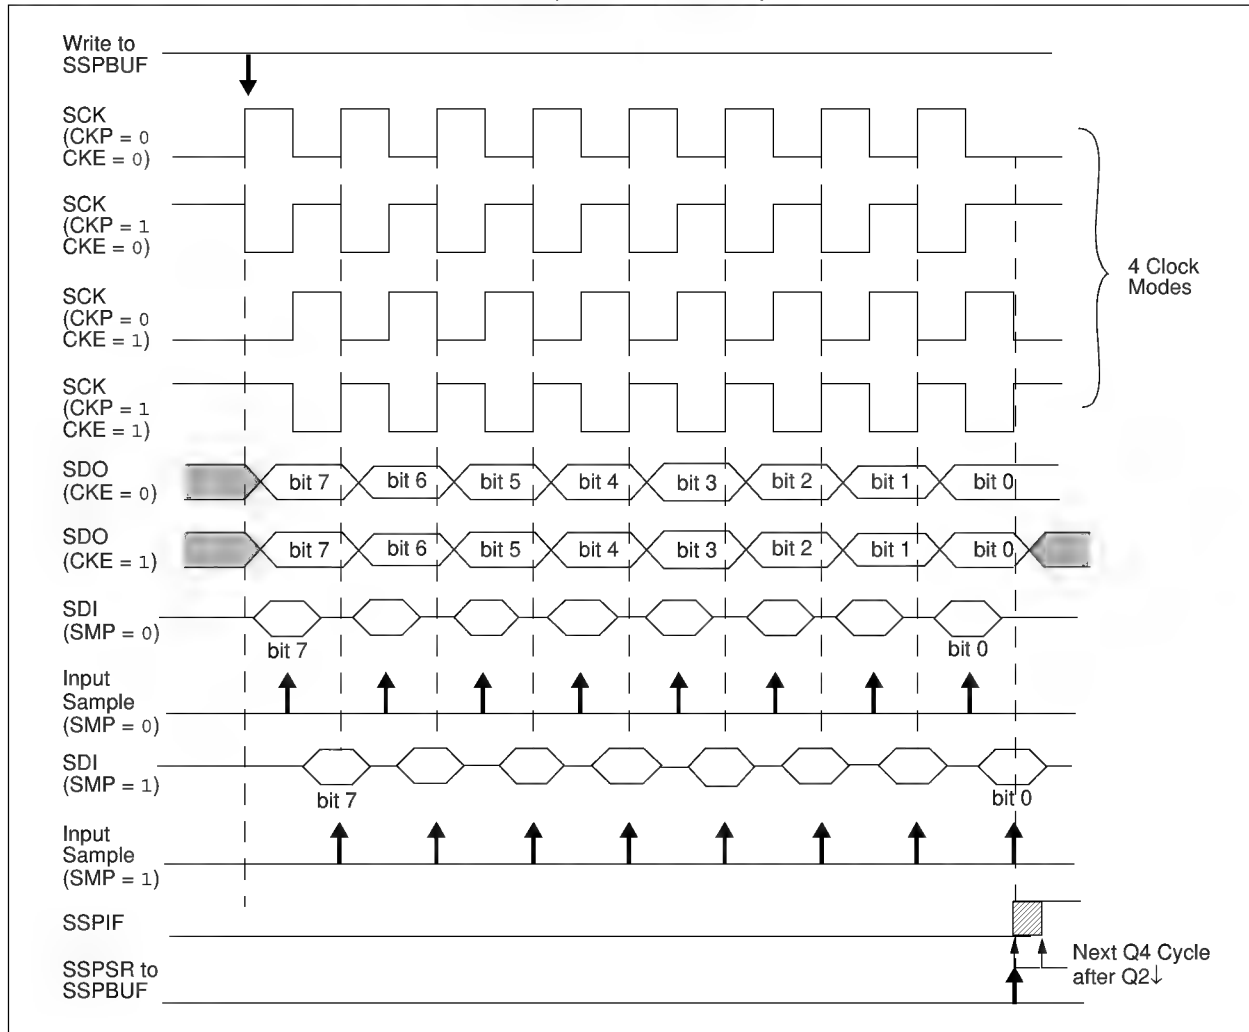 Write to
SSPBUF
SCK
(CKP = 0
CKE = 0)
SCK
(CKP = 1
CKE = 0)
SCK
(CKP = 0
CKE = 1)
SCK
(CKP = 1
CKE = 1)
4 Clock
Modes
SDO
(CKE = 0)
bit 7 bit 6 bit 5 bit 4 bit 3 bit 2 bit 1 bit 0
SDO
(CKE = 1)
bit 7 bit 6 bit 5 bit 4 bit 3 bit 2 bit 1 bit 0
SDI
(SMP = 0)
bit 7 bit 0
Input
Sample
(SMP = 0)
SDI
(SMP = 1)
bit 7 bit 0
Input
Sample
(SMP = 1)
SSPIF
SSPSR to
SSPBUF
Next Q4 Cycle
after Q2↓